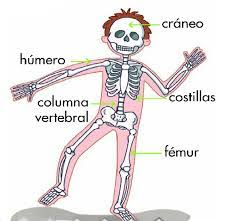 cráneo
húmero
columna
vertebral
costillas
fémur